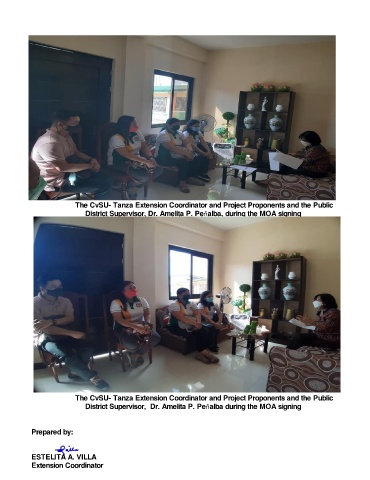 The CvSU- Tanza Extension Coordinator and Project Proponents and the Public
District Supervisor, Dr. Amelita P. Peñalba, during the MOA signing
The CvSU- Tanza Extension Coordinator and Project Proponents and the Public
District Supervisor, Dr. Amelita P. Peñalba during the MOA signing
Prepared by:
ESTELITA A. VILLA
Extension Coordinator